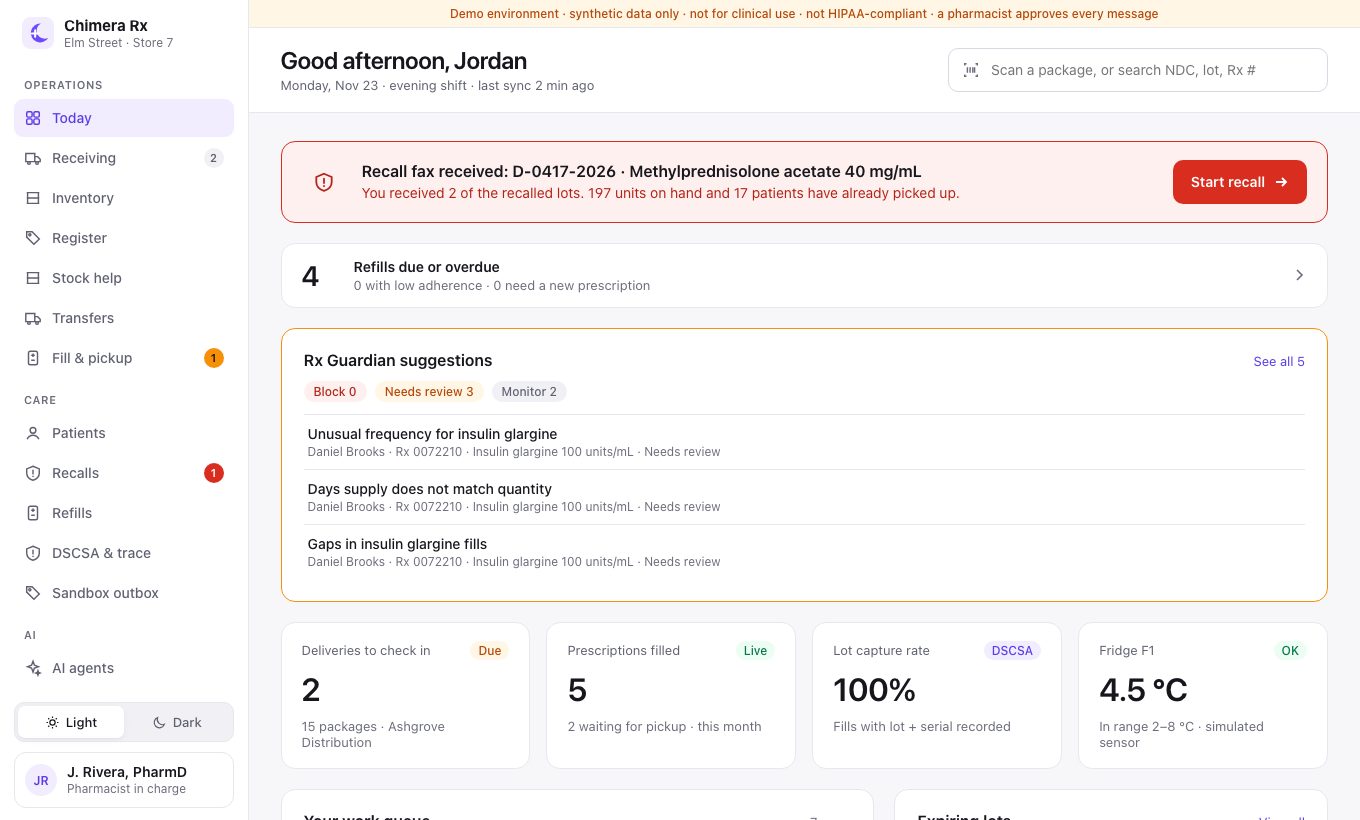 Chimera Rx
Elm Street · Store 7
OPERATIONS
Today
Receiving 2
Inventory
Register
Stock help
Transfers
Fill & pickup 1
CARE
Patients
Recalls 1
Refills
DSCSA & trace
Sandbox outbox
AI
AI agents
Light Dark
JR
J. Rivera, PharmD
Pharmacist in charge
Demo environment · synthetic data only · not for clinical use · not HIPAA-compliant · a pharmacist approves every message
Good afternoon, Jordan
Monday, Nov 23 · evening shift · last sync 2 min ago
Scan a package, or search NDC, lot, Rx #
Recall fax received: D-0417-2026 · Methylprednisolone acetate 40 mg/mL
You received 2 of the recalled lots. 197 units on hand and 17 patients have already picked up.
Start recall →
4
Refills due or overdue
0 with low adherence · 0 need a new prescription
Rx Guardian suggestions
See all 5
Block 0 Needs review 3 Monitor 2
Unusual frequency for insulin glargine
Daniel Brooks · Rx 0072210 · Insulin glargine 100 units/mL · Needs review
Days supply does not match quantity
Daniel Brooks · Rx 0072210 · Insulin glargine 100 units/mL · Needs review
Gaps in insulin glargine fills
Daniel Brooks · Rx 0072210 · Insulin glargine 100 units/mL · Needs review
Deliveries to check in Due
2
15 packages · Ashgrove
Distribution
Prescriptions filled Live
5
2 waiting for pickup · this month
Lot capture rate DSCSA
100%
Fills with lot + serial recorded
Fridge F1 OK
4.5 °C
In range 2–8 °C · simulated
sensor
Your work queue
Expiring lots